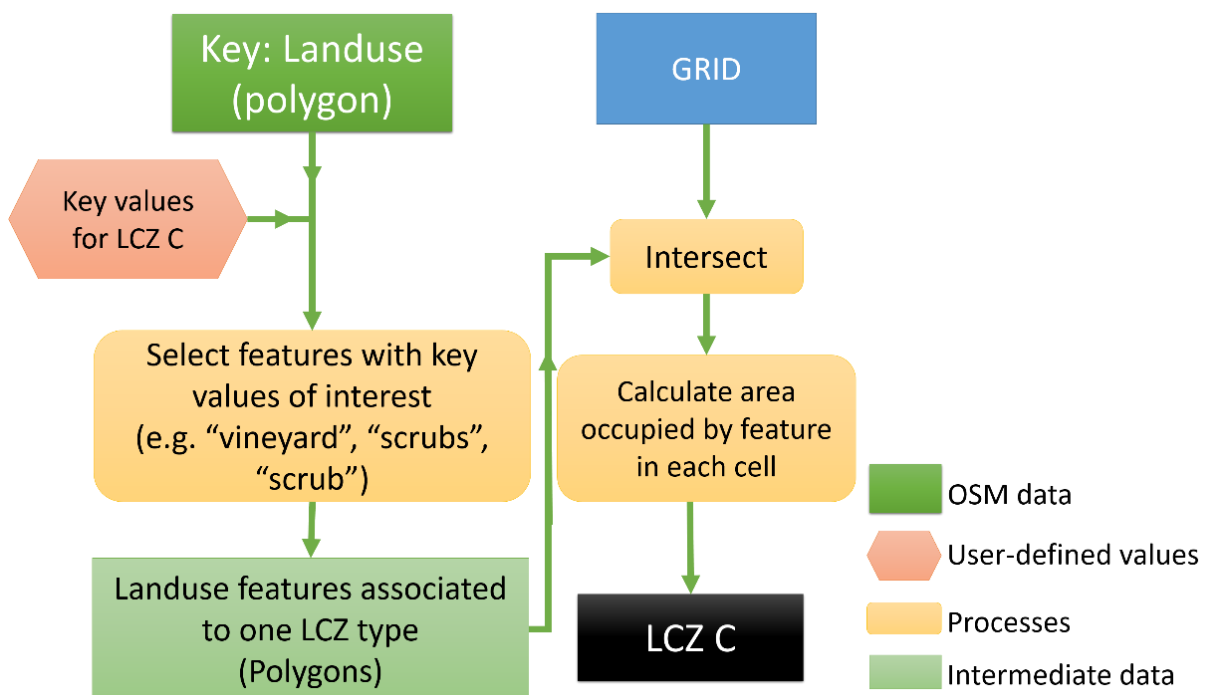 Key: Landuse
(polygon)
GRID
Key values
for LCZ C
Intersect
Select features with key
values of interest
(e.g. “vineyard”, “scrubs”,
“scrub”)
Calculate area
occupied by feature
in each cell
Landuse features associated
to one LCZ type
(Polygons)
LCZ C
OSM data
User-defined values
Processes
Intermediate data